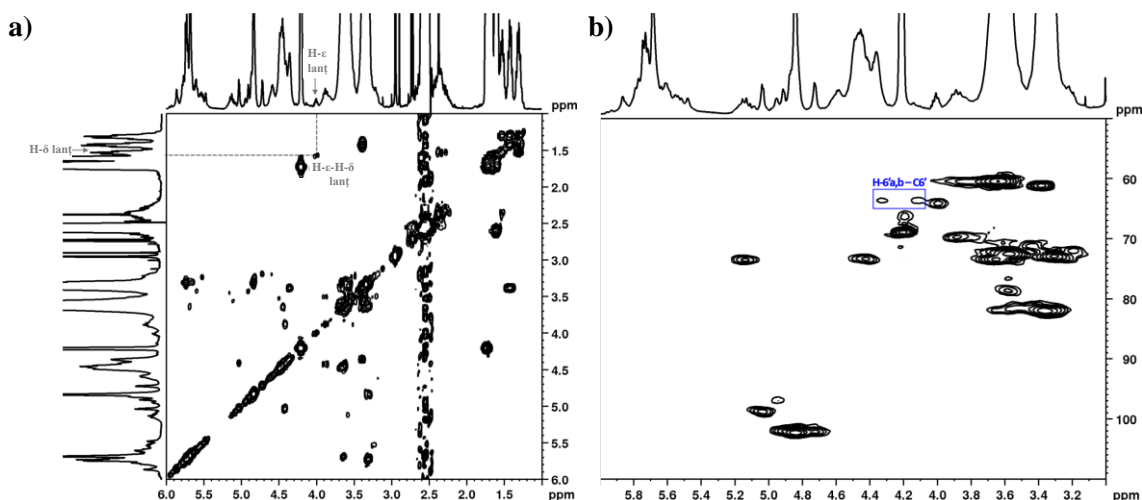 a)
H-ε
lanț
ppm
H-δ lanț
H-ε-H-δ
lanț
1.5
2.0
2.5
3.0
3.5
4.0
4.5
5.0
5.5
6.0
6.0 5.5 5.0 4.5 4.0 3.5 3.0 2.5 2.0 1.5 ppm
b)
ppm
H-6'a,b – C6'
60
70
80
90
100
5.8 5.6 5.4 5.2 5.0 4.8 4.6 4.4 4.2 4.0 3.8 3.6 3.4 3.2 ppm